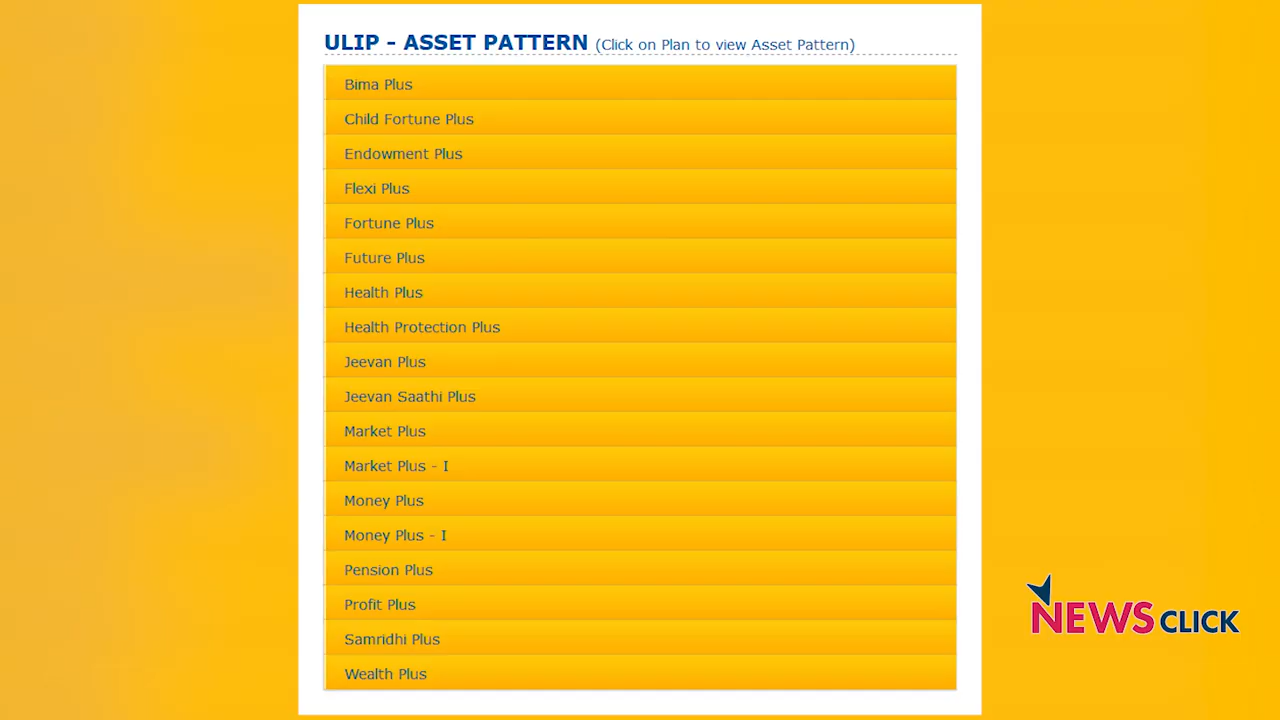 ULIP - ASSET PATTERN (Click on Plan to view Asset Pattern)
Bima Plus
Child Fortune Plus
Endowment Plus
Flexi Plus
Fortune Plus
Future Plus
Health Plus
Health Protection Plus
Jeevan Plus
Jeevan Saathi Plus
Market Plus
Market Plus - I
Money Plus
Money Plus - I
Pension Plus
Profit Plus
Samridhi Plus
Wealth Plus
NEWS CLICK